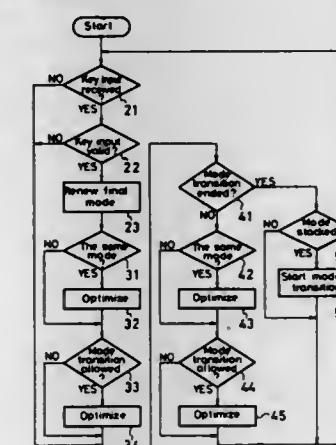 Start
NO
Key input
received
?
YES
21
NO
Key input
valid?
YES
22
Renew final
mode
23
NO
The same
mode
?
YES
31
Optimize
32
NO
Mode
transition
allowed
?
YES
33
Optimize
Mode
transition
ended?
YES
NO
41
NO
The same
mode
?
YES
42
Optimize
43
NO
Mode
transition
allowed
?
YES
44
Optimize
45
NO
Mode
stacked
YES
Start mode
transition